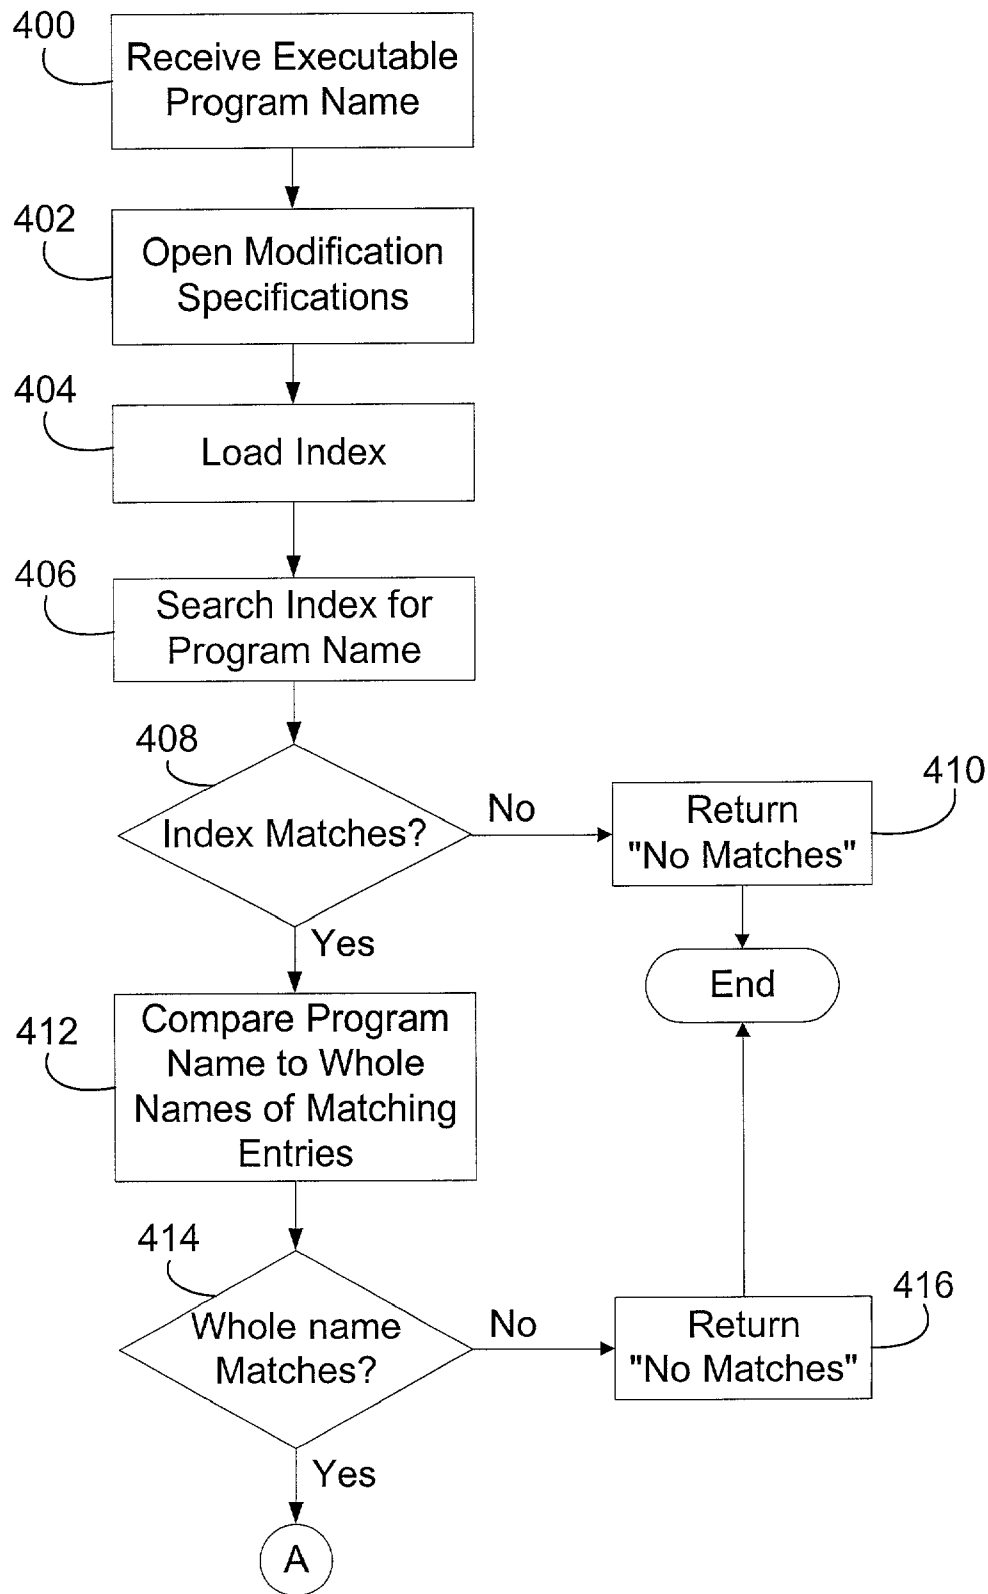 400
Receive Executable
Program Name
402
Open Modification
Specifications
404
Load Index
406
Search Index for
Program Name
408
Index Matches?
No
410
Return
"No Matches"
End
Yes
412
Compare Program
Name to Whole
Names of Matching
Entries
414
Whole name
Matches?
No
416
Return
"No Matches"
Yes
A